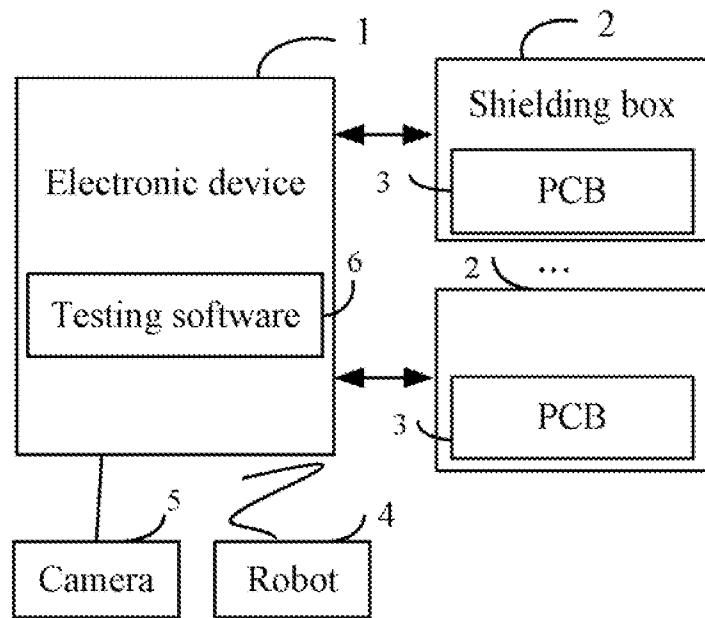 1
2
Electronic device
Shielding box
3
PCB
6
Testing software
2
...
3
PCB
5
4
Camera
Robot